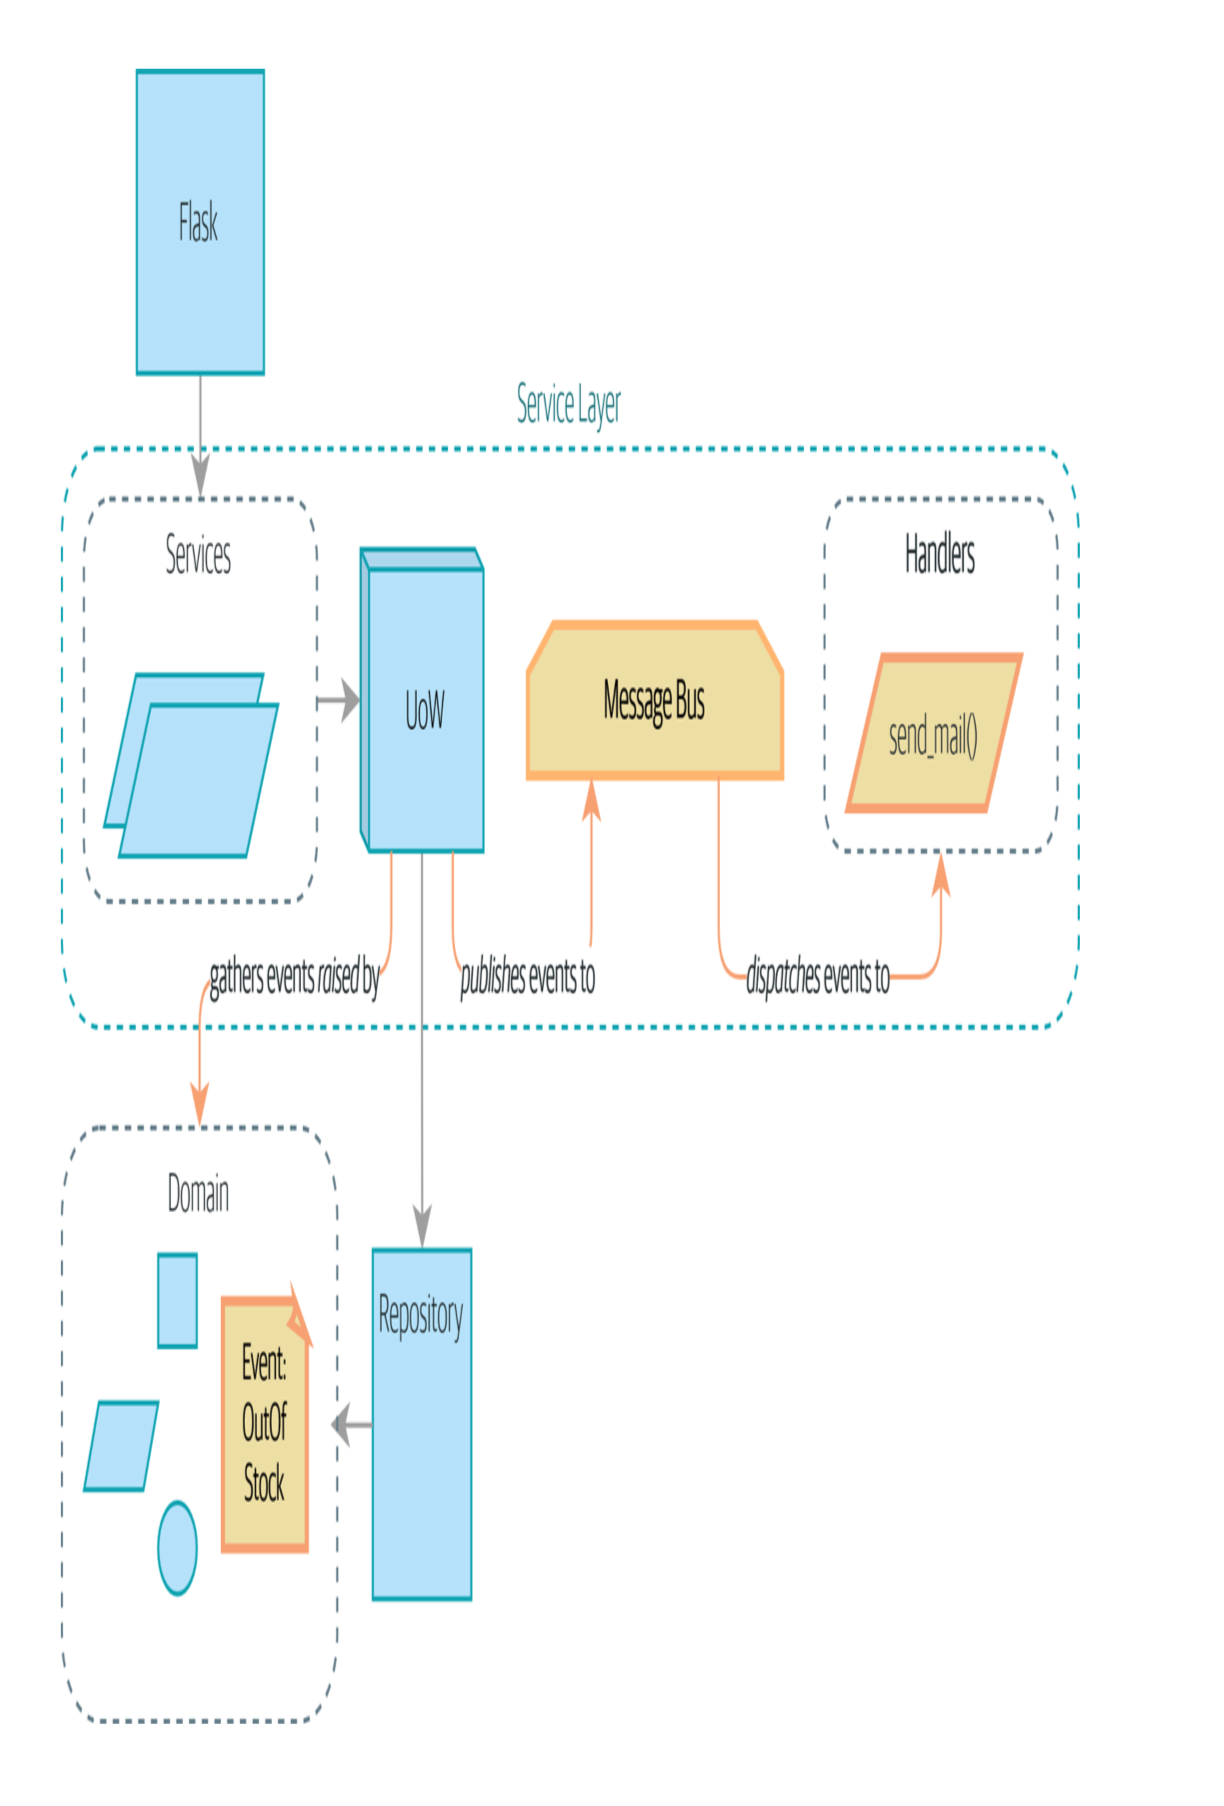 Flask
Service Layer
Services
Handlers
UoW
Message Bus
send_mail()
gathers events raised by
publishes events to
dispatches events to
Domain
Repository
Event:
OutOf
Stock